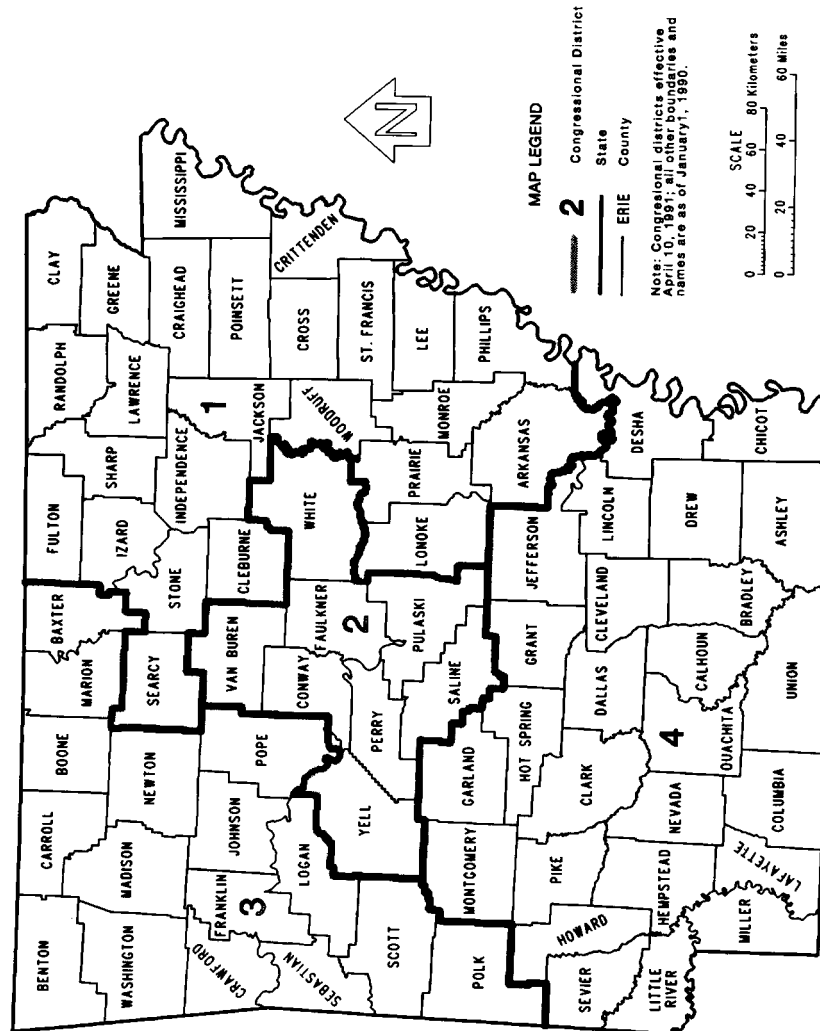 BENTON
CARROLL
BOONE
MARION
BAXTER
FULTON
RANDOLPH
CLAY
WASHINGTON
MADISON
NEWTON
SEARCY
IZARD
SHARP
LAWRENCE
GREENE
CRAWFORD
FRANKLIN
JOHNSON
POPE
VAN BUREN
STONE
INDEPENDENCE
1
CRAIGHEAD
MISSISSIPPI
3
LOGAN
CONWAY
CLEBURNE
JACKSON
POINSETT
SEBASTIAN
YELL
FAULKNER
WHITE
WOODRUFF
CROSS
CRITTENDEN
SCOTT
PERRY
2
PULASKI
LONOKE
PRAIRIE
MONROE
ST. FRANCIS
LEE
POLK
MONTGOMERY
GARLAND
SALINE
ARKANSAS
PHILLIPS
HOWARD
PIKE
HOT SPRING
GRANT
JEFFERSON
SEVIER
CLARK
DALLAS
CLEVELAND
LINCOLN
DESHA
LITTLE
RIVER
HEMPSTEAD
NEVADA
4
OUACHITA
CALHOUN
BRADLEY
DREW
CHICOT
MILLER
LAFAYETTE
COLUMBIA
UNION
ASHLEY
N
MAP LEGEND
2 Congressional District
State
ERIE County
Note: Congressional districts effective
April 10, 1991; all other boundaries and
names are as of January 1, 1990.
SCALE
0 20 40 60 80 Kilometers
0 20 40 60 Miles